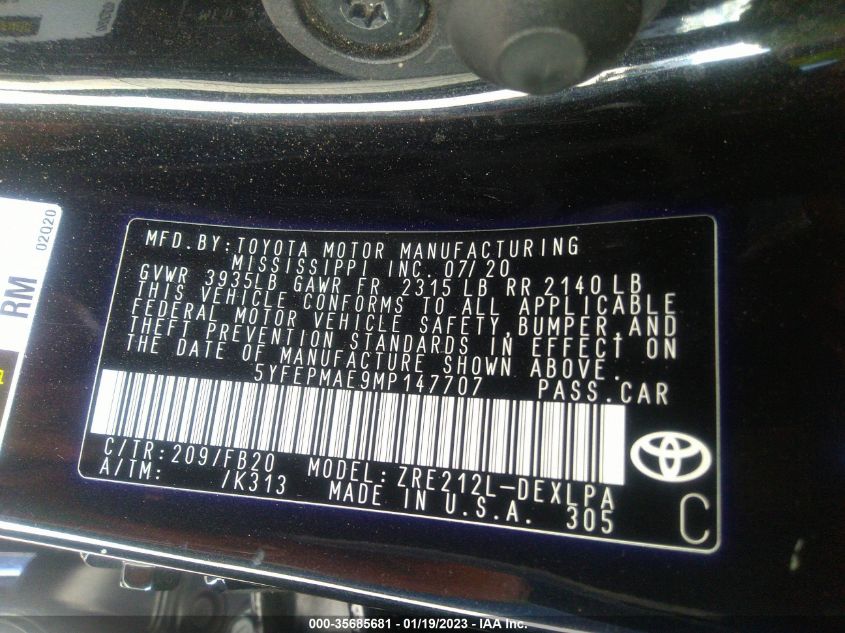 02Q20
RM
MFD.BY:TOYOTA MOTOR MANUFACTURING
MISSISSIPPI INC. 07/20
GVWR 3935LB GAWR FR 2315 LB RR 2140 LB
THIS VEHICLE CONFORMS TO ALL APPLICABLE
FEDERAL MOTOR VEHICLE SAFETY,BUMPER,AND
THEFT PREVENTION STANDARDS IN EFFECT ON
THE DATE OF MANUFACTURE SHOWN ABOVE.
5YFEPMAE9MP147707 PASS.CAR
C/TR:209/FB20 MODEL:ZRE212L-DEXLPA
A/TM: /K313 MADE IN U.S.A. 305
C
000-35685681 - 01/19/2023 - © IAA Inc.